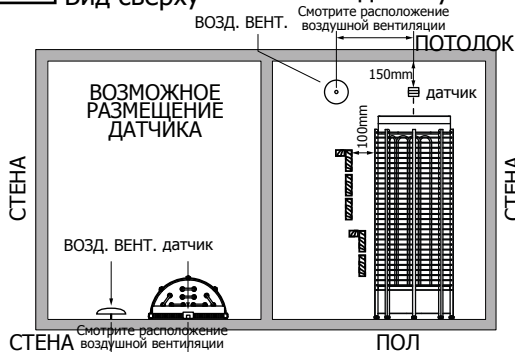 Вид сверху
Смотрите расположение
воздушной вентиляции
ВОЗД. ВЕНТ.
ПОТОЛОК
150mm
датчик
ВОЗМОЖНОЕ
РАЗМЕЩЕНИЕ
ДАТЧИКА
100mm
СТЕНА
СТЕНА
ВОЗД. ВЕНТ. датчик
Смотрите расположение
воздушной вентиляции
СТЕНА
ПОЛ